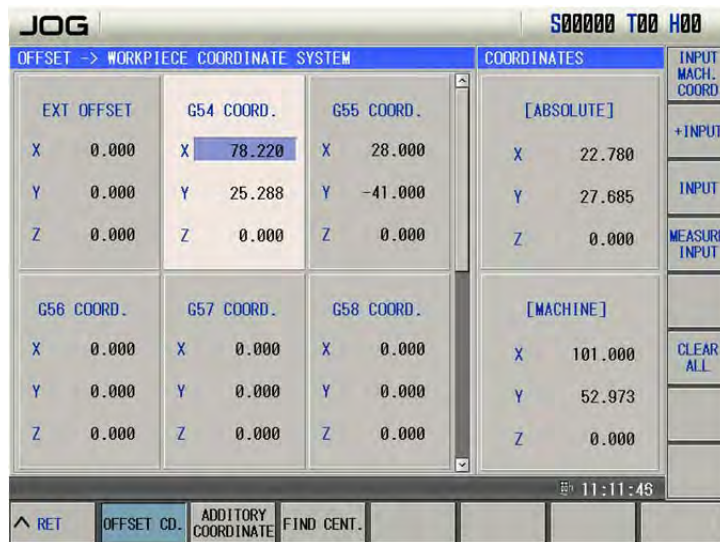 JOG
S00000 T00 H00
OFFSET -> WORKPIECE COORDINATE SYSTEM
COORDINATES
EXT OFFSET
X 0.000
Y 0.000
Z 0.000
G54 COORD.
X 78.220
Y 25.288
Z 0.000
G55 COORD.
X 28.000
Y -41.000
Z 0.000
G56 COORD.
X 0.000
Y 0.000
Z 0.000
G57 COORD.
X 0.000
Y 0.000
Z 0.000
G58 COORD.
X 0.000
Y 0.000
Z 0.000
[ABSOLUTE]
X 22.780
Y 27.685
Z 0.000
[MACHINE]
X 101.000
Y 52.973
Z 0.000
INPUT
MACH.
COORD
+INPUT
INPUT
MEASURE
INPUT
CLEAR
ALL
11:11:46
RET
OFFSET CD.
ADDITORY
COORDINATE
FIND CENT.